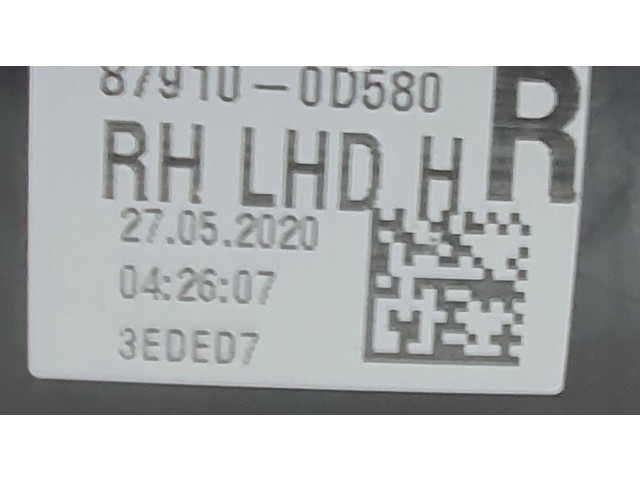 87910-0D580
RH LHD H R
27.05.2020
04:26:07
3EDED7